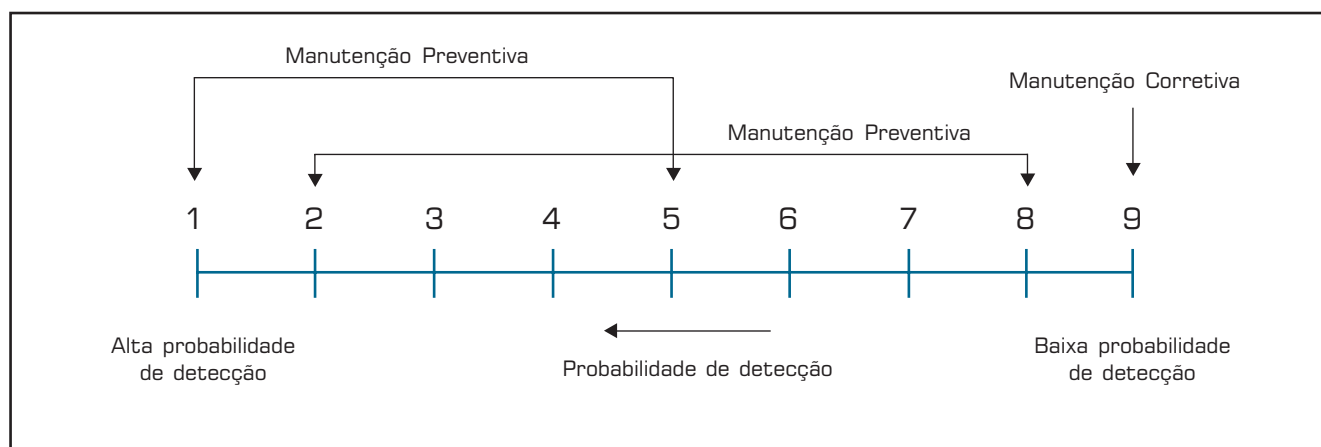 Manutenção Preventiva
Manutenção Corretiva
Manutenção Preventiva
1 2 3 4 5 6 7 8 9
Alta probabilidade
de detecção
Probabilidade de detecção
Baixa probabilidade
de detecção